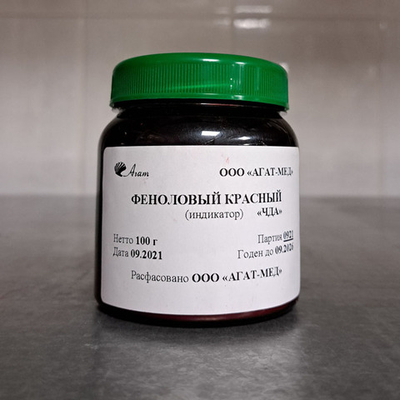 Агат ООО «АГАТ-МЕД»
ФЕНОЛОВЫЙ КРАСНЫЙ
(индикатор) «ЧДА»
Нетто 100 г Партия 0921
Дата 09.2021 Годен до 09.2026
Расфасовано ООО «АГАТ-МЕД»